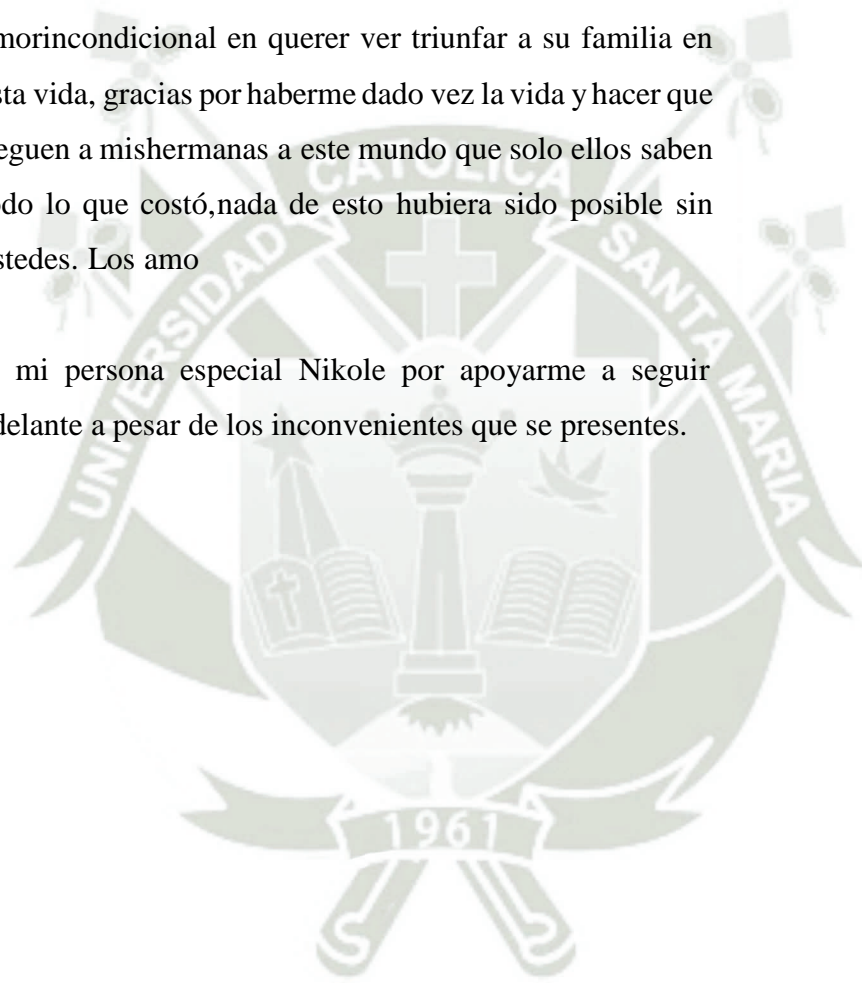 morincondicional en querer ver triunfar a su familia en
sta vida, gracias por haberme dado vez la vida y hacer que
eguen a mishermanas a este mundo que solo ellos saben
do lo que costó,nada de esto hubiera sido posible sin
stedes. Los amo
mi persona especial Nikole por apoyarme a seguir
delante a pesar de los inconvenientes que se presentes.
UNIVERSIDAD CATOLICA SANTA MARIA
1961